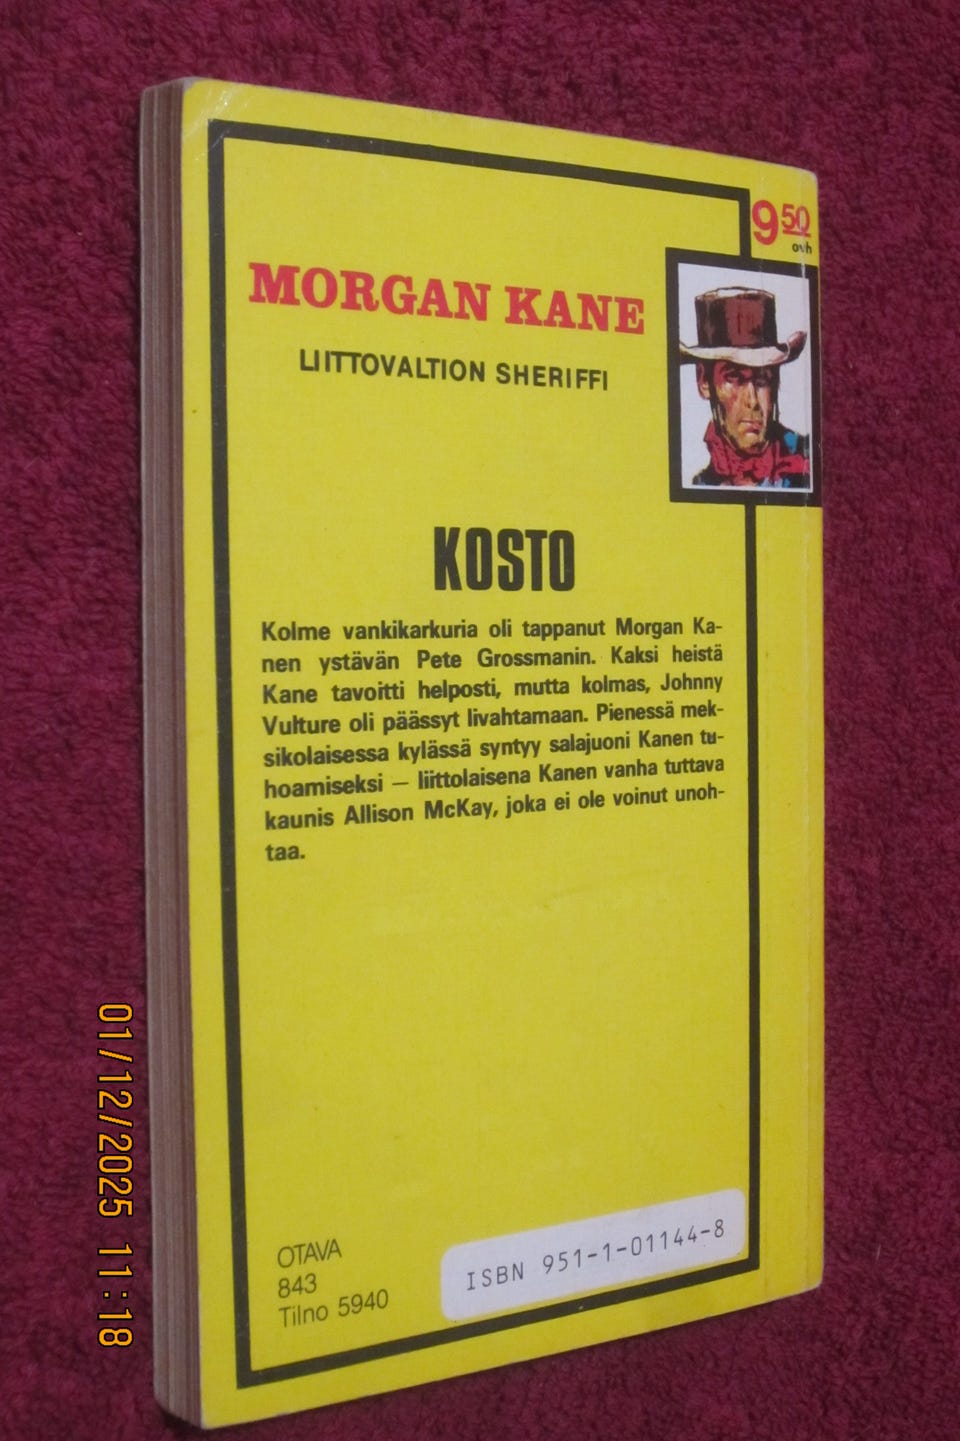 9 50
ovh
MORGAN KANE
LIITTOVALTION SHERIFFI
KOSTO
Kolme vankikarkuria oli tappanut Morgan Ka-
nen ystävän Pete Grossmanin. Kaksi heistä
Kane tavoitti helposti, mutta kolmas, Johnny
Vulture oli päässyt livahtamaan. Pienessä mek-
sikolaisessa kylässä syntyy salajuoni Kanen tu-
hoamiseksi — liittolaisena Kanen vanha tuttava
kaunis Allison McKay, joka ei ole voinut unoh-
taa.
OTAVA
843
Tilno 5940
ISBN 951-1-01144-8
01/12/2025 11:18